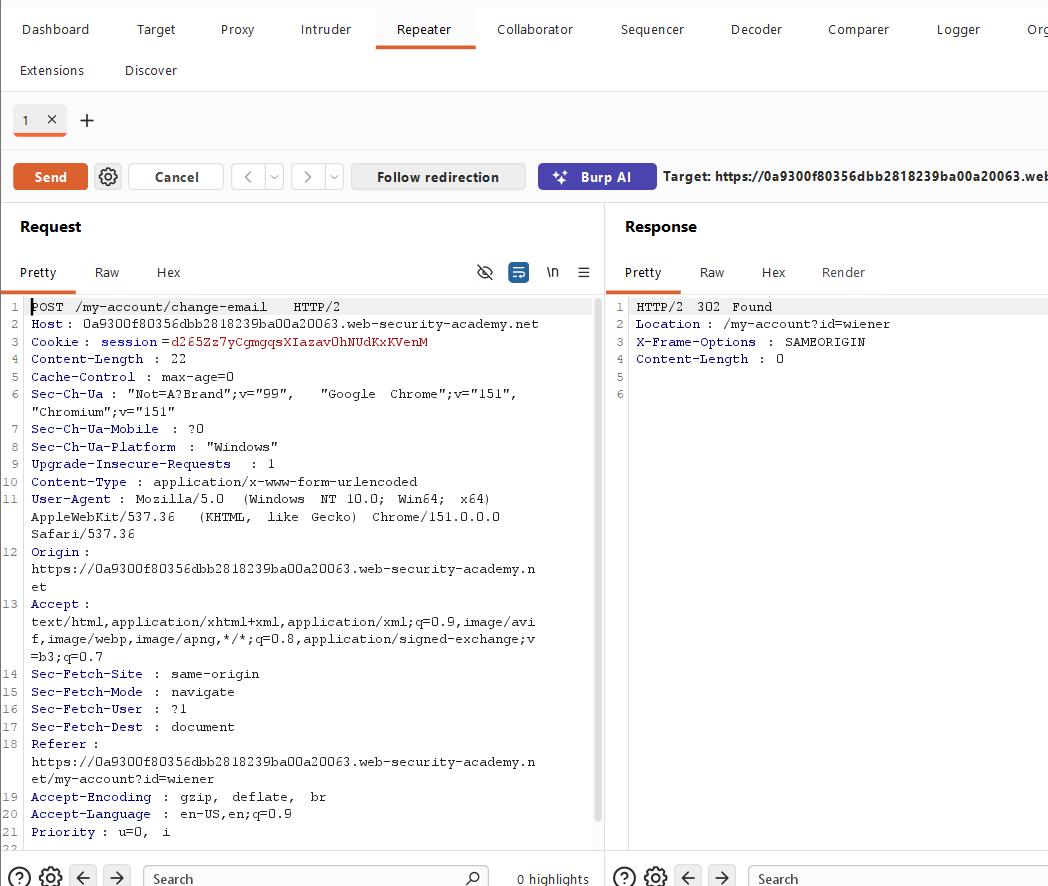 Dashboard Target Proxy Intruder Repeater Collaborator Sequencer Decoder Comparer Logger Org
Extensions Discover
1 × +
Send Cancel < > Follow redirection Burp AI Target: https://0a9300f80356dbb2818239ba00a20063.web
Request
Pretty Raw Hex \n
1 POST /my-account/change-email HTTP/2
2 Host: 0a9300f80356dbb2818239ba00a20063.web-security-academy.net
3 Cookie: session=d265Zz7yCgmgqsXIazav0hNUdKxKVenM
4 Content-Length : 22
5 Cache-Control : max-age=0
6 Sec-Ch-Ua : "Not=A?Brand";v="99", "Google Chrome";v="151",
"Chromium";v="151"
7 Sec-Ch-Ua-Mobile : ?0
8 Sec-Ch-Ua-Platform : "Windows"
9 Upgrade-Insecure-Requests : 1
10 Content-Type : application/x-www-form-urlencoded
11 User-Agent : Mozilla/5.0 (Windows NT 10.0; Win64; x64)
AppleWebKit/537.36 (KHTML, like Gecko) Chrome/151.0.0.0
Safari/537.36
12 Origin :
https://0a9300f80356dbb2818239ba00a20063.web-security-academy.n
et
13 Accept :
text/html,application/xhtml+xml,application/xml;q=0.9,image/avi
f,image/webp,image/apng,*/*;q=0.8,application/signed-exchange;v
=b3;q=0.7
14 Sec-Fetch-Site : same-origin
15 Sec-Fetch-Mode : navigate
16 Sec-Fetch-User : ?1
17 Sec-Fetch-Dest : document
18 Referer :
https://0a9300f80356dbb2818239ba00a20063.web-security-academy.n
et/my-account?id=wiener
19 Accept-Encoding : gzip, deflate, br
20 Accept-Language : en-US,en;q=0.9
21 Priority : u=0, i
22
Search 0 highlights
Response
Pretty Raw Hex Render
1 HTTP/2 302 Found
2 Location : /my-account?id=wiener
3 X-Frame-Options : SAMEORIGIN
4 Content-Length : 0
5
6
Search